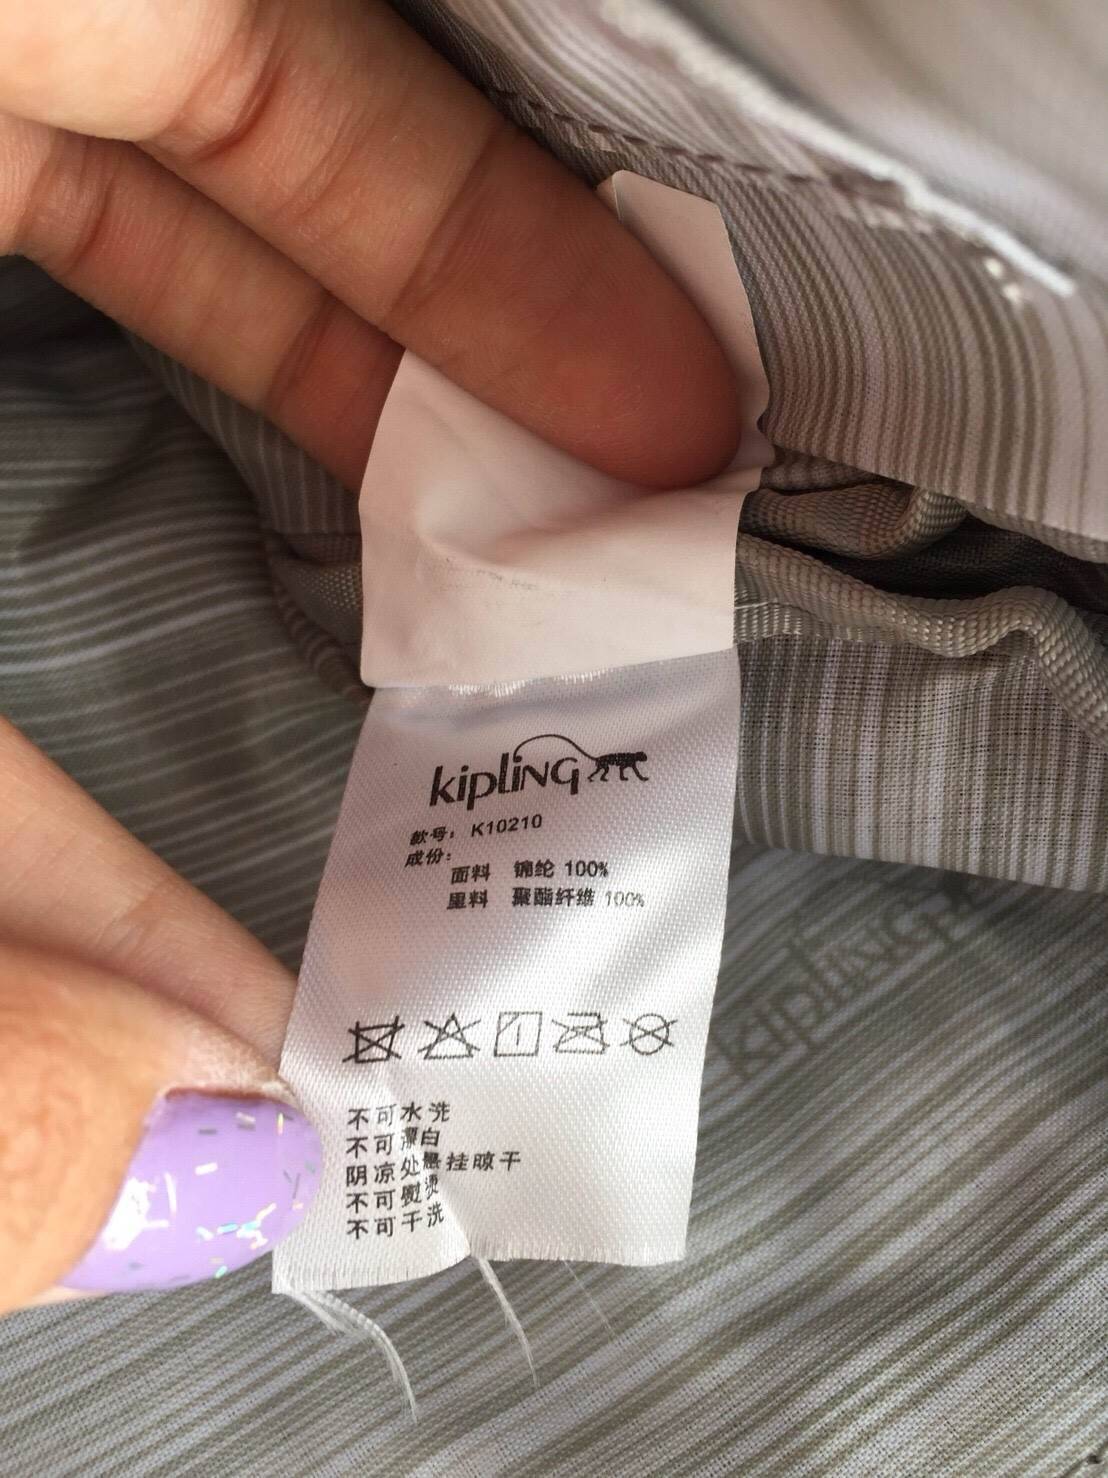 kipling
款号： K10210
成份：
面料 锦纶 100%
里料 聚酯纤维 100%
不可水洗
不可漂白
阴凉处悬挂晾干
不可熨烫
不可干洗
kipling